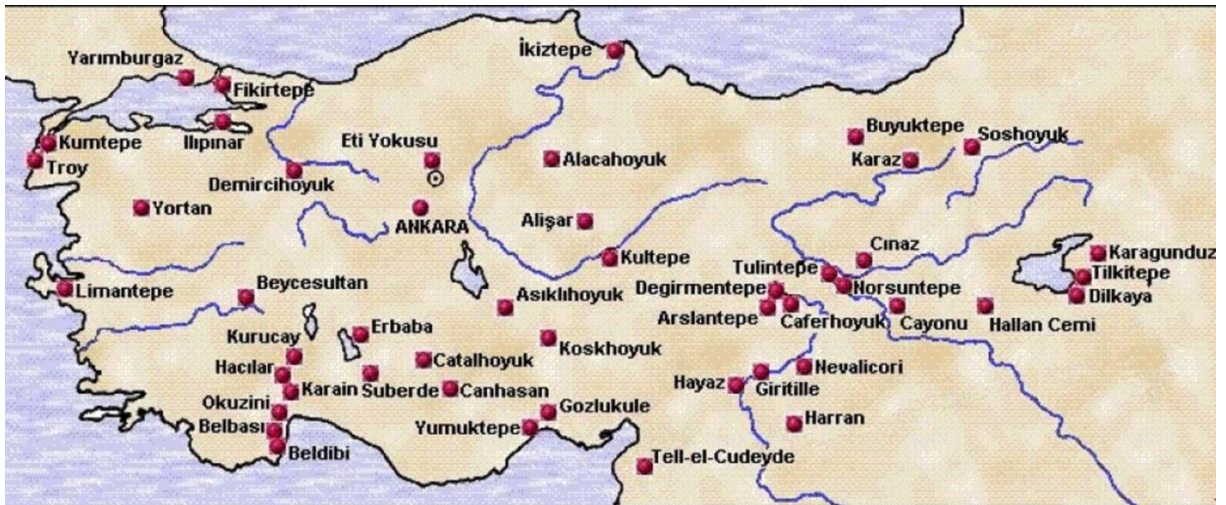 İkiztepe
Yarımburgaz
Fikirtepe
Kumtepe
Ilıpınar
Eti Yokusu
Buyuktepe
Soshoyuk
Troy
Alacahoyuk
Karaz
Demircihoyuk
Yortan
ANKARA
Alişar
Cınaz
Karagunduz
Kultepe
Tulintepe
Tilkitepe
Limantepe
Beycesultan
Degirmentepe
Norsuntepe
Dilkaya
Asıklıhoyuk
Arslantepe
Caferhoyuk
Cayonu
Hallan Cemi
Kurucay
Erbaba
Koskhoyuk
Hacılar
Catalhoyuk
Nevalicori
Karain
Suberde
Canhasan
Hayaz
Giritille
Okuzini
Gozlukule
Belbası
Yumuktepe
Harran
Beldibi
Tell-el-Cudeyde